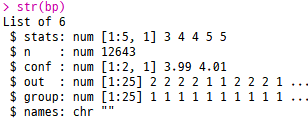 > str(bp)
List of 6
 $ stats: num [1:5, 1] 3 4 4 5 5
 $ n    : num 12643
 $ conf : num [1:2, 1] 3.99 4.01
 $ out  : num [1:25] 2 2 2 2 1 1 2 2 2 1 ...
 $ group: num [1:25] 1 1 1 1 1 1 1 1 1 1 ...
 $ names: chr ""